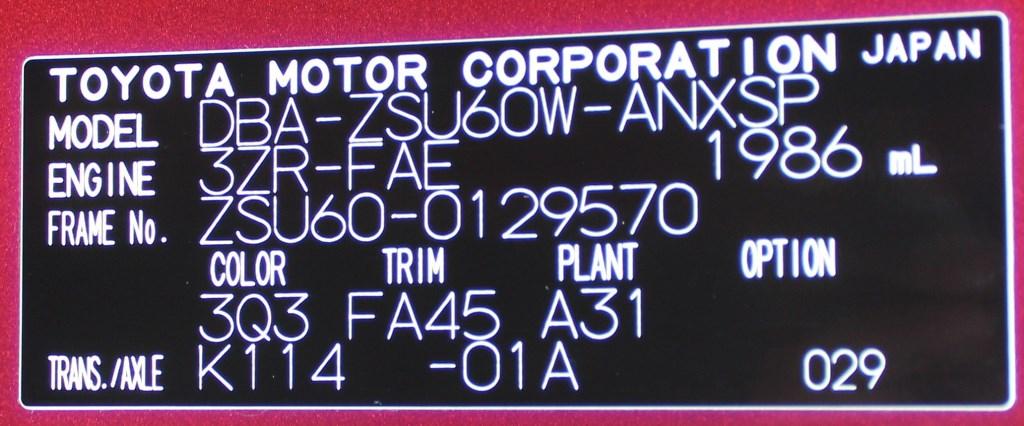 TOYOTA MOTOR CORPORATION JAPAN
MODEL DBA-ZSU60W-ANXSP
ENGINE 3ZR-FAE 1986 mL
FRAME No. ZSU60-0129570
COLOR TRIM PLANT OPTION
3Q3 FA45 A31
TRANS./AXLE K114 -01A 029